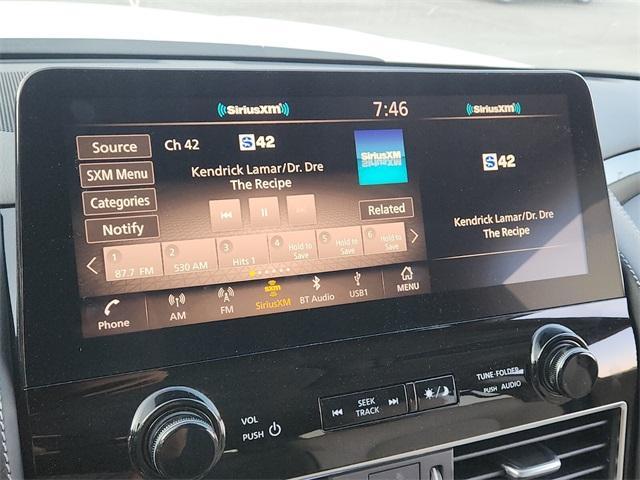 SiriusXM
7:46
SiriusXM
Source
Ch 42
S 42
SXM Menu
Kendrick Lamar/Dr. Dre
The Recipe
SiriusXM
Categories
Notify
Related
1 87.7 FM
2 530 AM
3 Hits 1
4 Hold to Save
5 Hold to Save
6 Hold to Save
Phone
AM
FM
sxm
SiriusXM
BT Audio
USB1
MENU
S 42
Kendrick Lamar/Dr. Dre
The Recipe
VOL
PUSH
SEEK
TRACK
TUNE·FOLDER
PUSH AUDIO